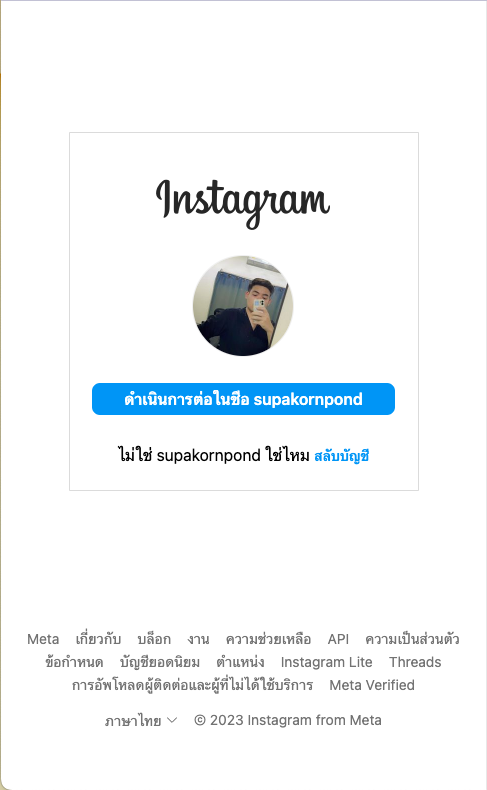 Instagram
ดำเนินการต่อในชื่อ supakornpond
ไม่ใช่ supakornpond ใช่ไหม สลับบัญชี
Meta เกี่ยวกับ บล็อก งาน ความช่วยเหลือ API ความเป็นส่วนตัว
ข้อกำหนด บัญชียอดนิยม ตำแหน่ง Instagram Lite Threads
การอัพโหลดผู้ติดต่อและผู้ที่ไม่ได้ใช้บริการ Meta Verified
ภาษาไทย © 2023 Instagram from Meta